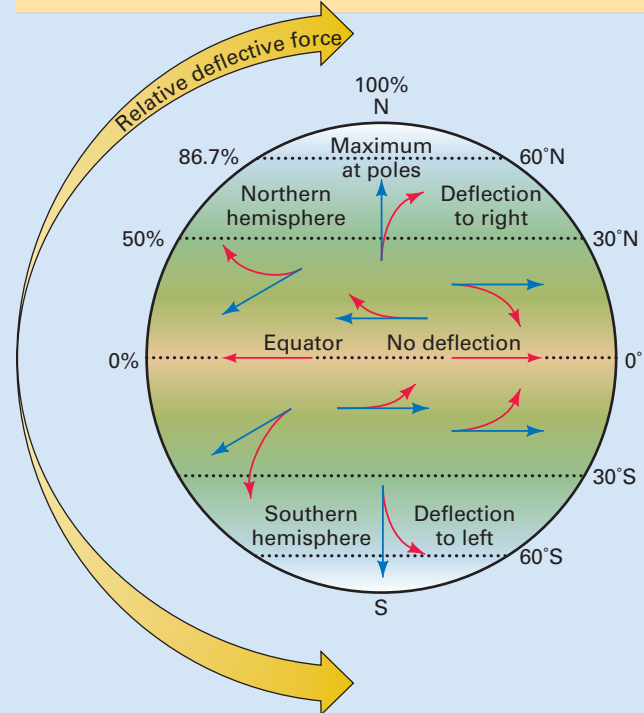 Relative deflective force
100%
N
86.7%
Maximum
at poles
60°N
Northern
hemisphere
Deflection
to right
50%
30°N
0%
Equator
No deflection
0°
30°S
Southern
hemisphere
Deflection
to left
60°S
S